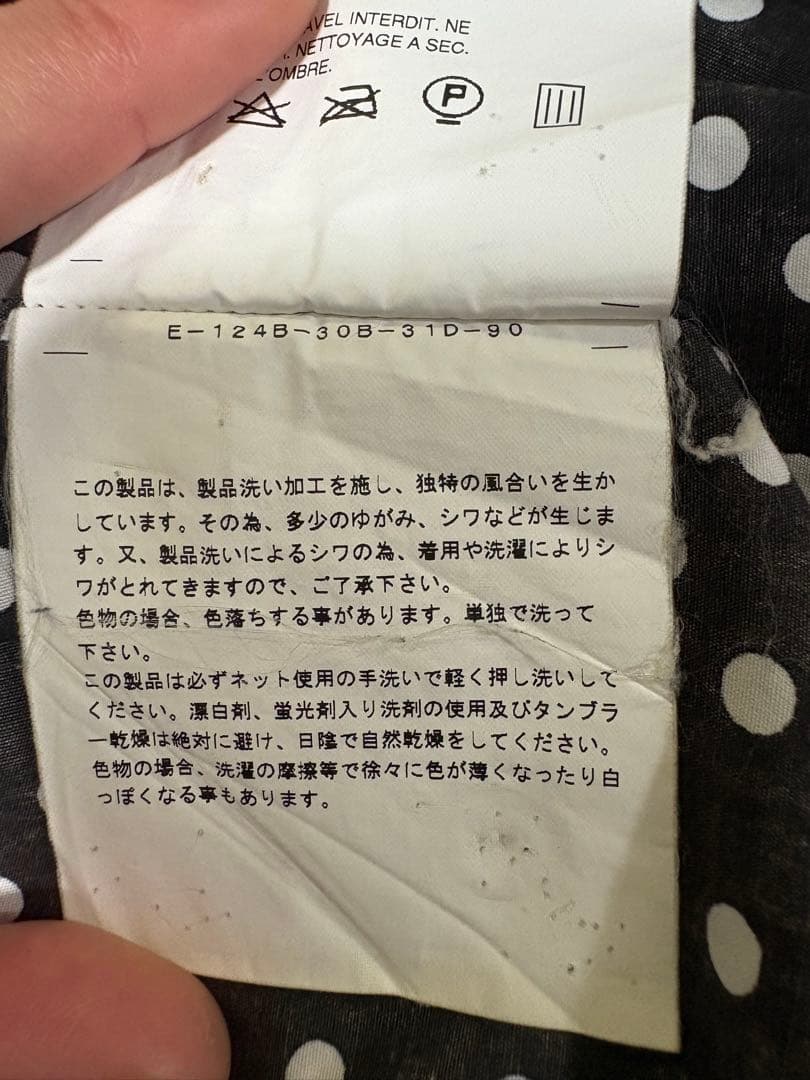 INTERDIT. NE
NETTOYAGE A SEC.
L'OMBRE.
P
E-124B-30B-31D-90
この製品は、製品洗い加工を施し、独特の風合いを生か
しています。その為、多少のゆがみ、シワなどが生じま
す。又、製品洗いによるシワの為、着用や洗濯によりシ
ワがとれてきますので、ご了承下さい。
色物の場合、色落ちする事があります。単独で洗って
下さい。
この製品は必ずネット使用の手洗いで軽く押し洗いして
ください。漂白剤、蛍光剤入り洗剤の使用及びタンブラ
ー乾燥は絶対に避け、日陰で自然乾燥をしてください。
色物の場合、洗濯の摩擦等で徐々に色が薄くなったり白
っぽくなる事もあります。